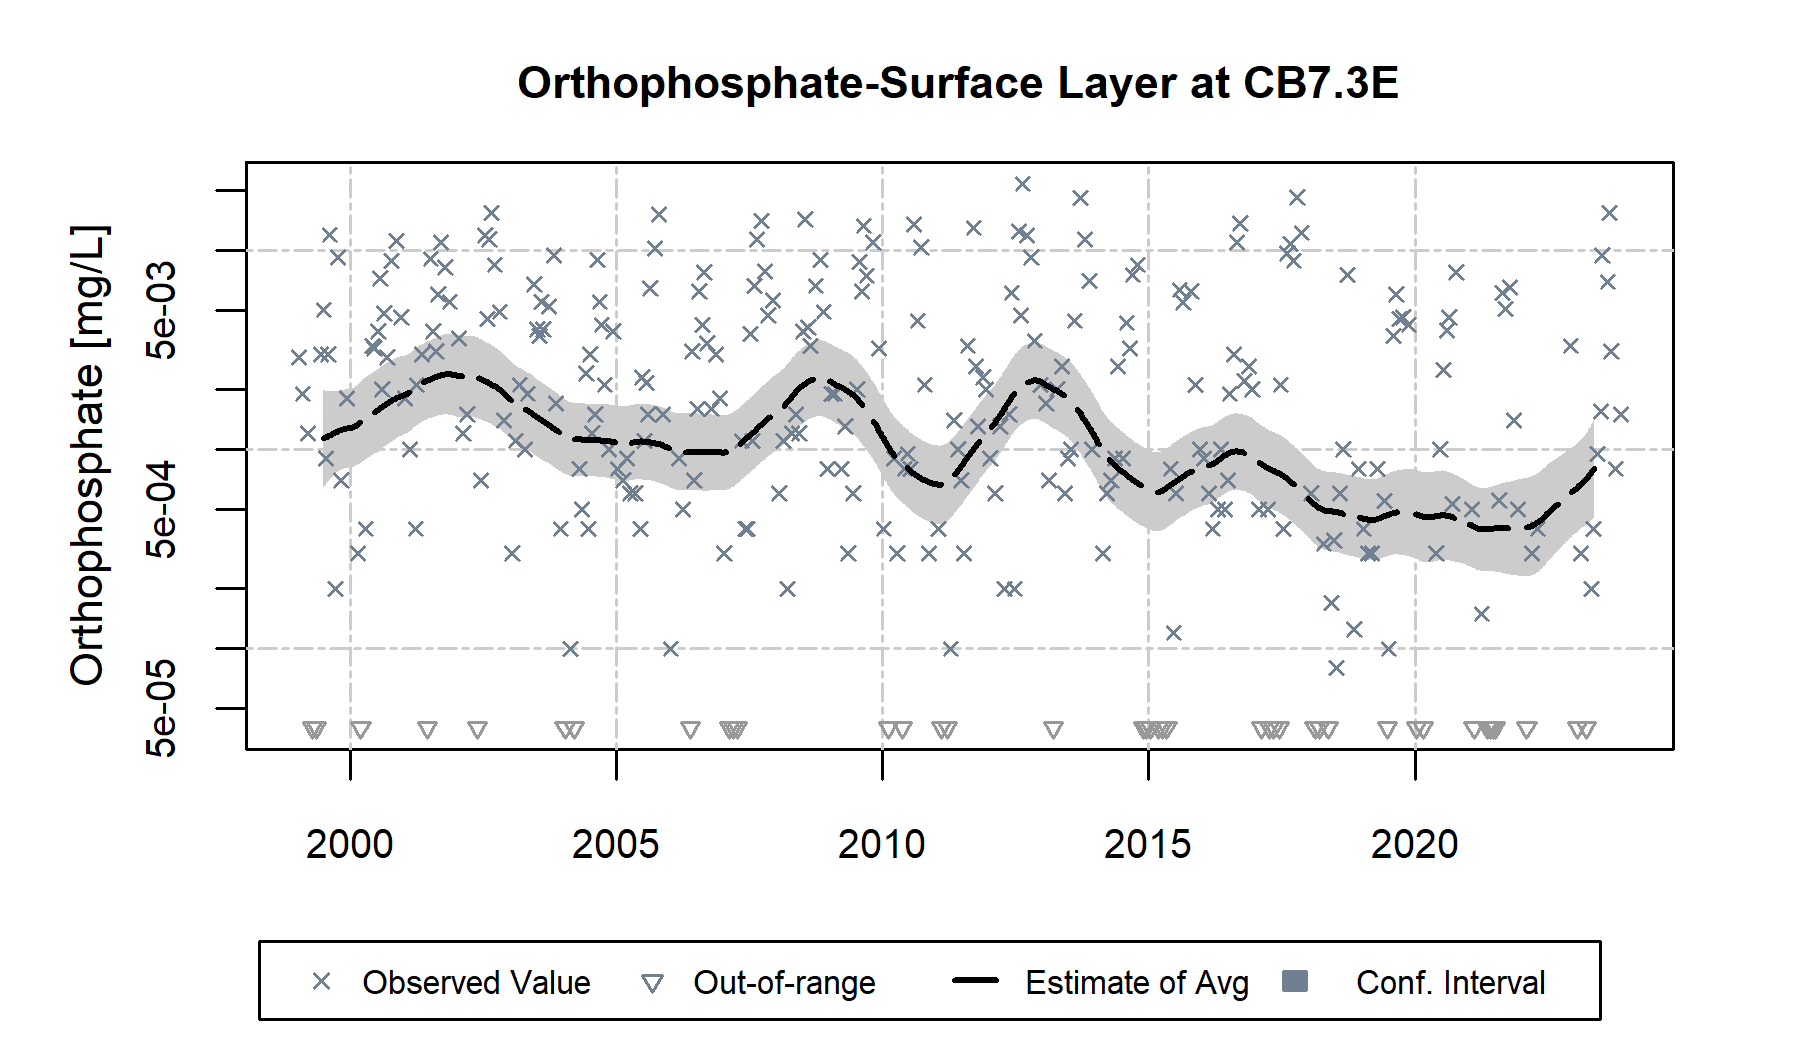 Orthophosphate-Surface Layer at CB7.3E
Orthophosphate [mg/L]
5e-03
5e-04
5e-05
2000 2005 2010 2015 2020
Observed Value Out-of-range Estimate of Avg Conf. Interval